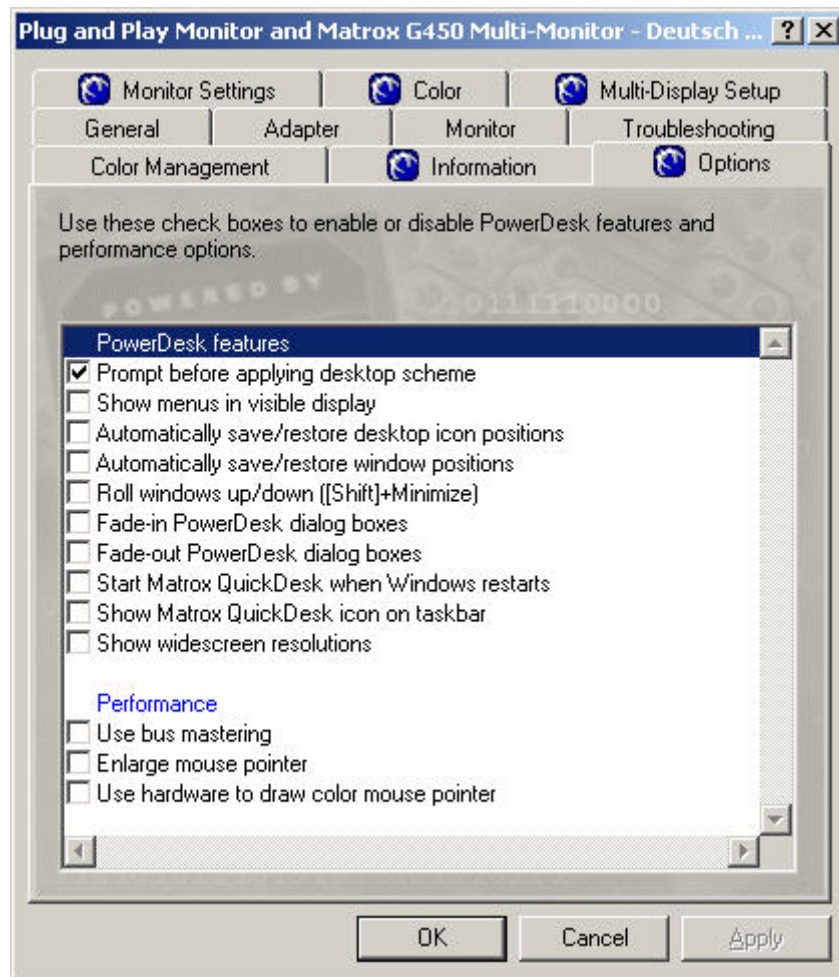 Plug and Play Monitor and Matrox G450 Multi-Monitor - Deutsch ...
Monitor Settings Color Multi-Display Setup
General Adapter Monitor Troubleshooting
Color Management Information Options
Use these check boxes to enable or disable PowerDesk features and
performance options.
POWERED BY
10111110000
PowerDesk features
Prompt before applying desktop scheme
Show menus in visible display
Automatically save/restore desktop icon positions
Automatically save/restore window positions
Roll windows up/down ([Shift]+Minimize)
Fade-in PowerDesk dialog boxes
Fade-out PowerDesk dialog boxes
Start Matrox QuickDesk when Windows restarts
Show Matrox QuickDesk icon on taskbar
Show widescreen resolutions
Performance
Use bus mastering
Enlarge mouse pointer
Use hardware to draw color mouse pointer
OK Cancel Apply